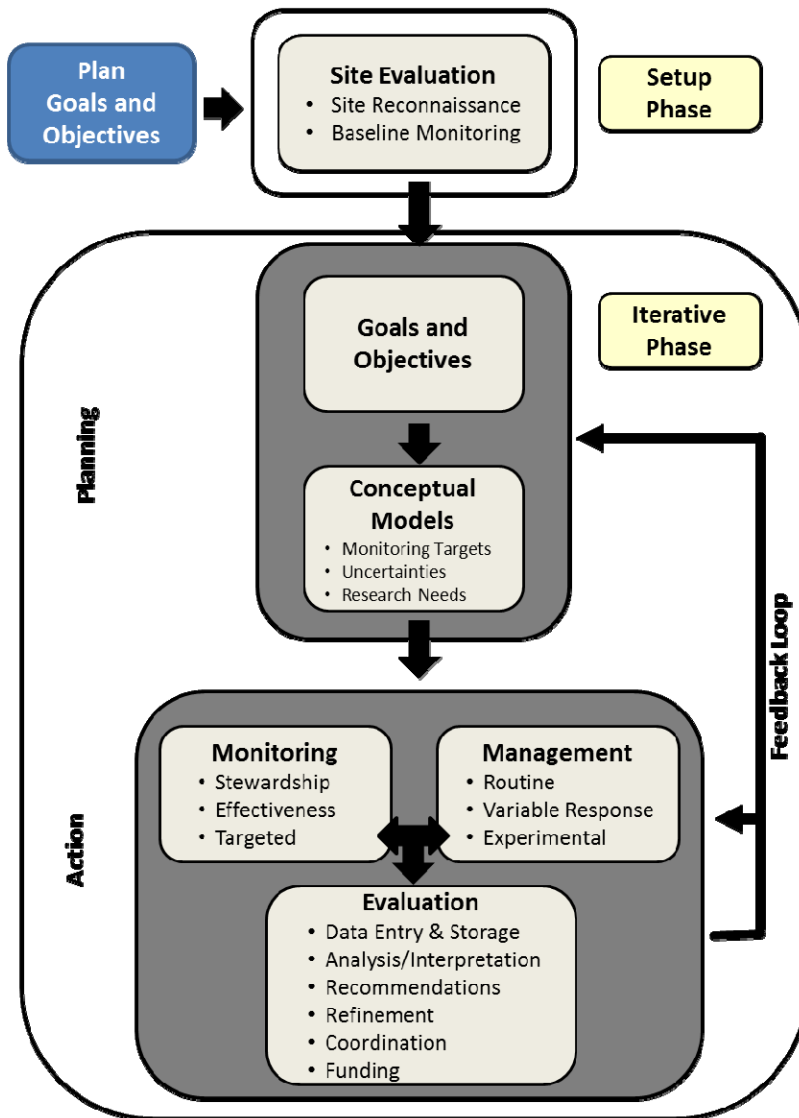 Plan
Goals and
Objectives
Site Evaluation
• Site Reconnaissance
• Baseline Monitoring
Setup
Phase
Goals and
Objectives
Iterative
Phase
Planning
Conceptual
Models
• Monitoring Targets
• Uncertainties
• Research Needs
Feedback Loop
Action
Monitoring
• Stewardship
• Effectiveness
• Targeted
Management
• Routine
• Variable Response
• Experimental
Evaluation
• Data Entry & Storage
• Analysis/Interpretation
• Recommendations
• Refinement
• Coordination
• Funding